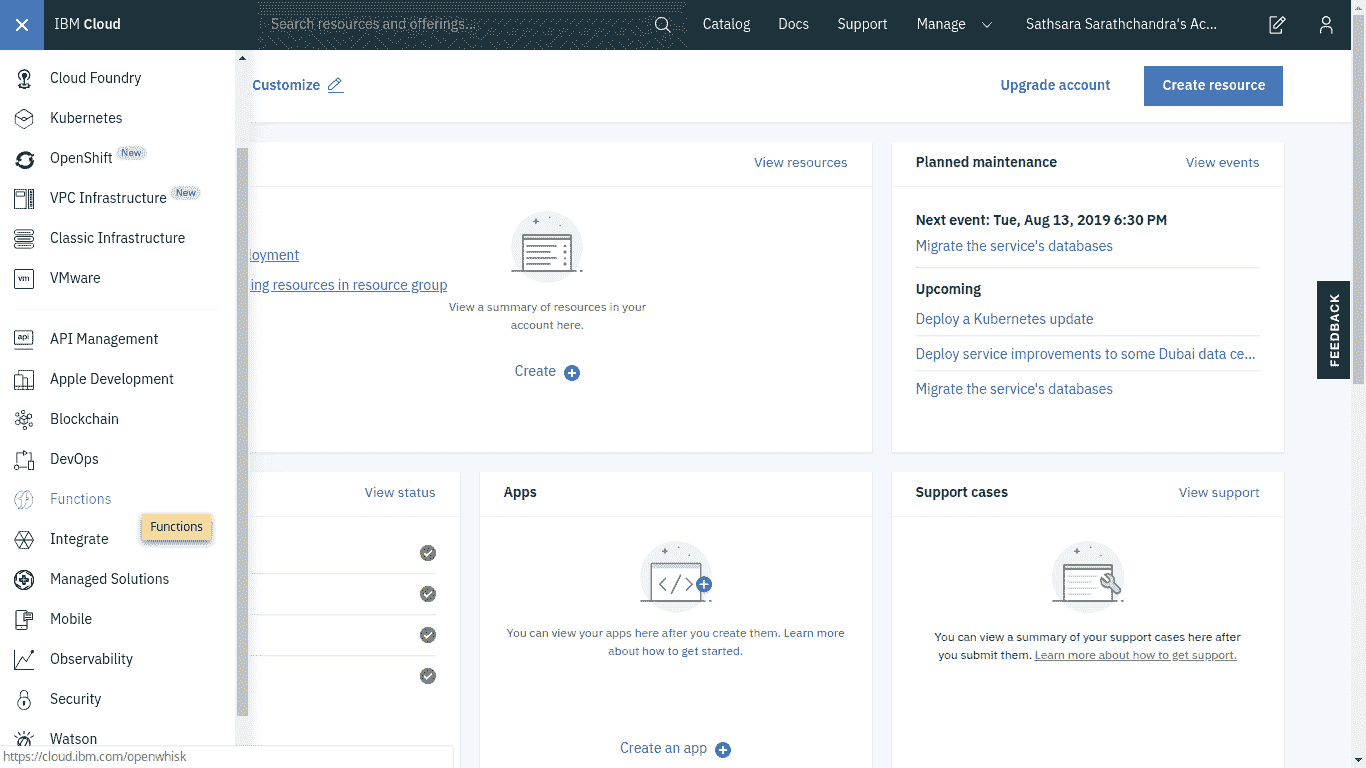 IBM Cloud
Search resources and offerings...
Catalog
Docs
Support
Manage
Sathsara Sarathchandra's Ac...
Cloud Foundry
Kubernetes
OpenShift New
VPC Infrastructure New
Classic Infrastructure
VMware
API Management
Apple Development
Blockchain
DevOps
Functions
Functions
Integrate
Managed Solutions
Mobile
Observability
Security
Watson
https://cloud.ibm.com/openwhisk
Customize
Upgrade account
Create resource
View resources
loyment
ing resources in resource group
View a summary of resources in your
account here.
Create
Planned maintenance
View events
Next event: Tue, Aug 13, 2019 6:30 PM
Migrate the service's databases
Upcoming
Deploy a Kubernetes update
Deploy service improvements to some Dubai data ce...
Migrate the service's databases
FEEDBACK
View status
Apps
You can view your apps here after you create them. Learn more
about how to get started.
Create an app
Support cases
View support
You can view a summary of your support cases here after
you submit them. Learn more about how to get support.
vm
api